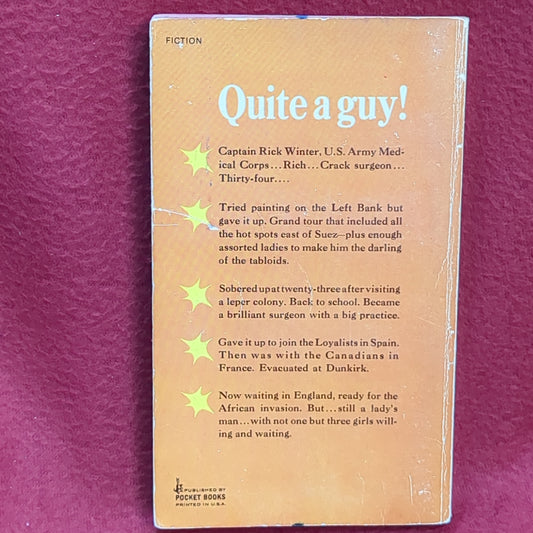 FICTION
Quite a guy!
Captain Rick Winter, U.S. Army Med-
ical Corps...Rich...Crack surgeon...
Thirty-four....
Tried painting on the Left Bank but
gave it up. Grand tour that included all
the hot spots east of Suez—plus enough
assorted ladies to make him the darling
of the tabloids.
Sobered up at twenty-three after visiting
a leper colony. Back to school. Became
a brilliant surgeon with a big practice.
Gave it up to join the Loyalists in Spain.
Then was with the Canadians in
France. Evacuated at Dunkirk.
Now waiting in England, ready for the
African invasion. But...still a lady's
man...with not one but three girls will-
ing and waiting.
PUBLISHED BY
POCKET BOOKS
PRINTED IN U.S.A.